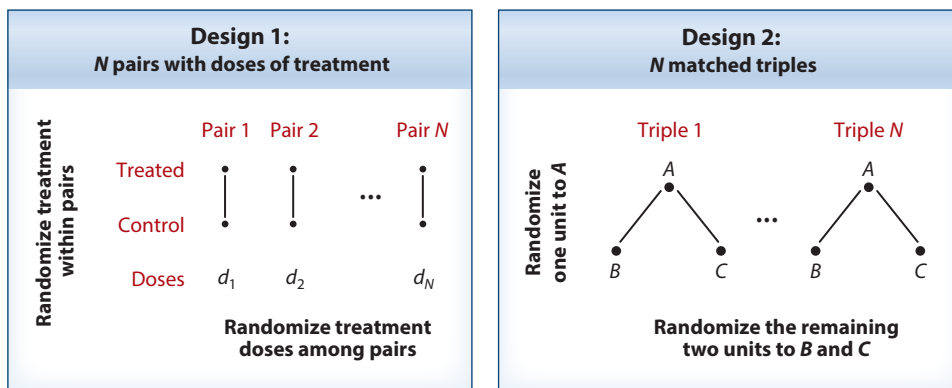 Design 1:
N pairs with doses of treatment
Randomize treatment
within pairs
Pair 1 Pair 2 Pair N
Treated
...
Control
Doses d1 d2 dN
Randomize treatment
doses among pairs
Design 2:
N matched triples
Randomize
one unit to A
Triple 1 Triple N
A A
...
B C B C
Randomize the remaining
two units to B and C